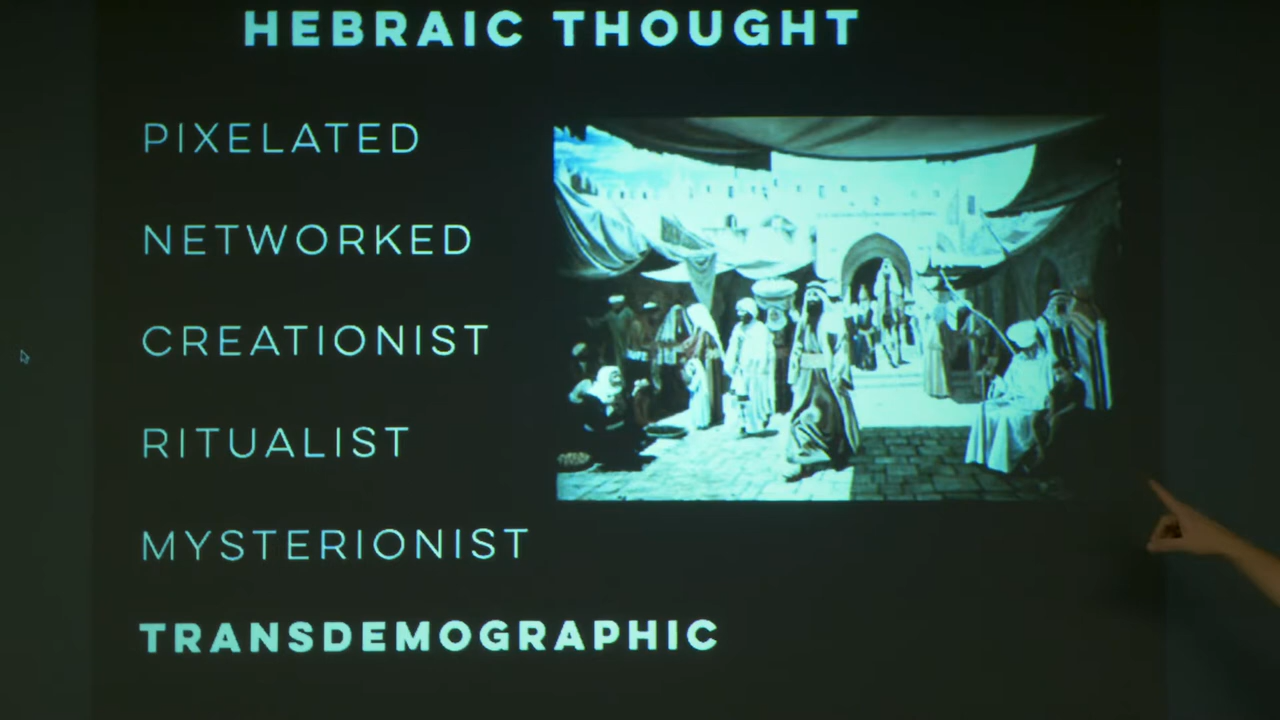 HEBRAIC THOUGHT
PIXELATED
NETWORKED
CREATIONIST
RITUALIST
MYSTERIONIST
TRANSDEMOGRAPHIC